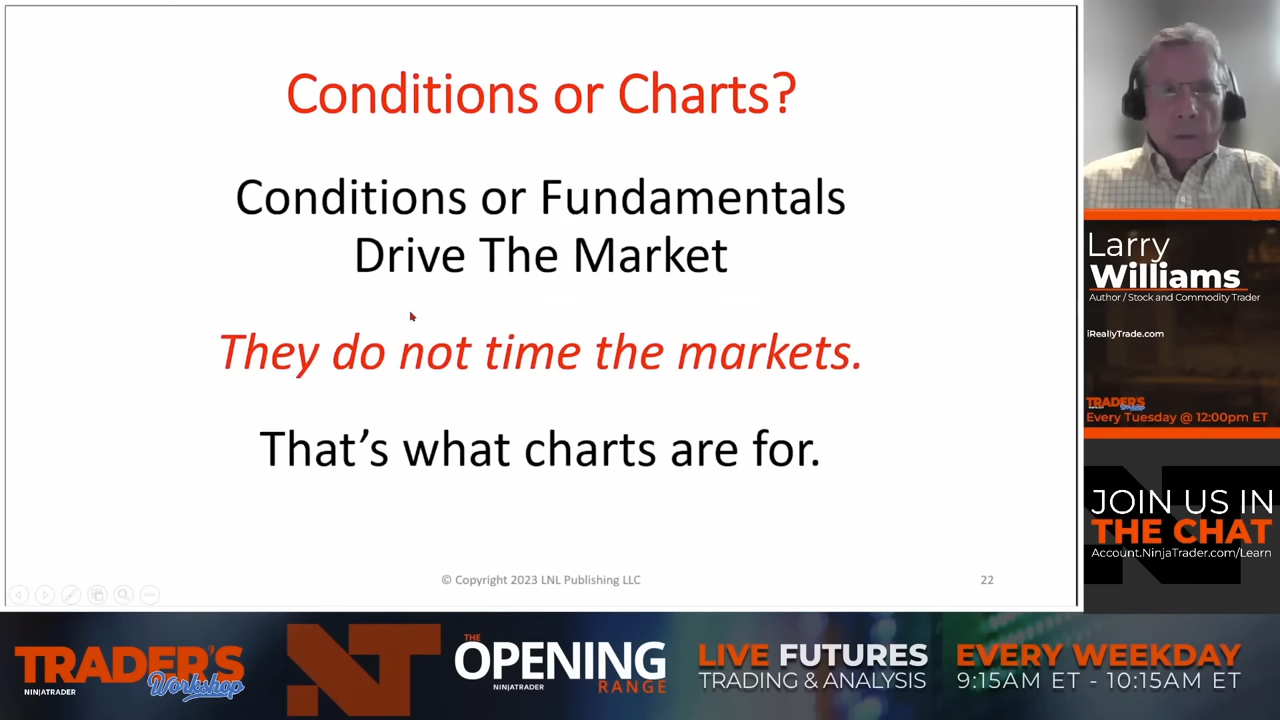 Conditions or Charts?
Conditions or Fundamentals
Drive The Market
They do not time the markets.
That’s what charts are for.
© Copyright 2023 LNL Publishing LLC
22
Larry
Williams
Author / Stock and Commodity Trader
iReallyTrade.com
TRADER'S
Every Tuesday @ 12:00pm ET
JOIN US IN
THE CHAT
Account.NinjaTrader.com/Learn
TRADER'S
Workshop
NINJATRADER
NT
THE
OPENING
RANGE
NINJATRADER
LIVE FUTURES
TRADING & ANALYSIS
EVERY WEEKDAY
9:15AM ET - 10:15AM ET